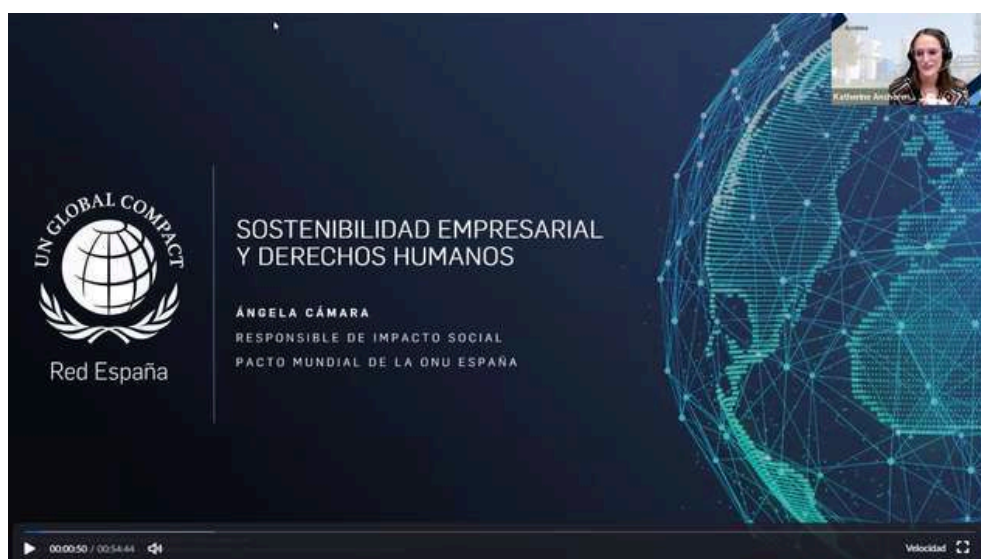 UN GLOBAL COMPACT
Red España
SOSTENIBILIDAD EMPRESARIAL
Y DERECHOS HUMANOS
ÁNGELA CÁMARA
RESPONSIBLE DE IMPACTO SOCIAL
PACTO MUNDIAL DE LA ONU ESPAÑA
Katherine
00:00:50 / 00:54:44
Velocidad